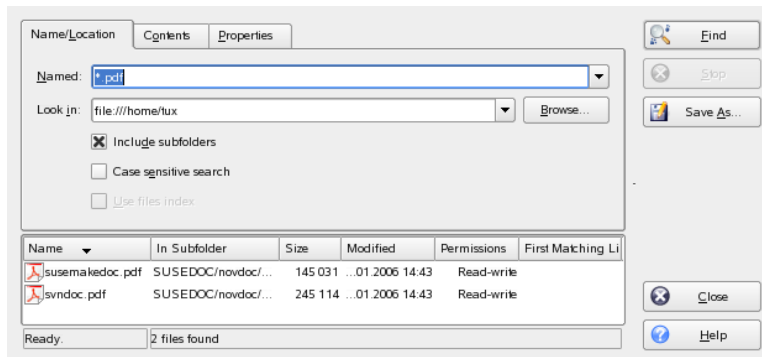 Name/Location Contents Properties
Named: *.pdf
Look in: file:///home/tux Browse...
Include subfolders
Case sensitive search
Use files index
Find
Stop
Save As...
Name In Subfolder Size Modified Permissions First Matching Li
susemakedoc.pdf SUSEDOC/novdoc/... 145 031 ...01.2006 14:43 Read-write
svndoc.pdf SUSEDOC/novdoc/... 245 114 ...01.2006 14:43 Read-write
Close
Help
Ready. 2 files found